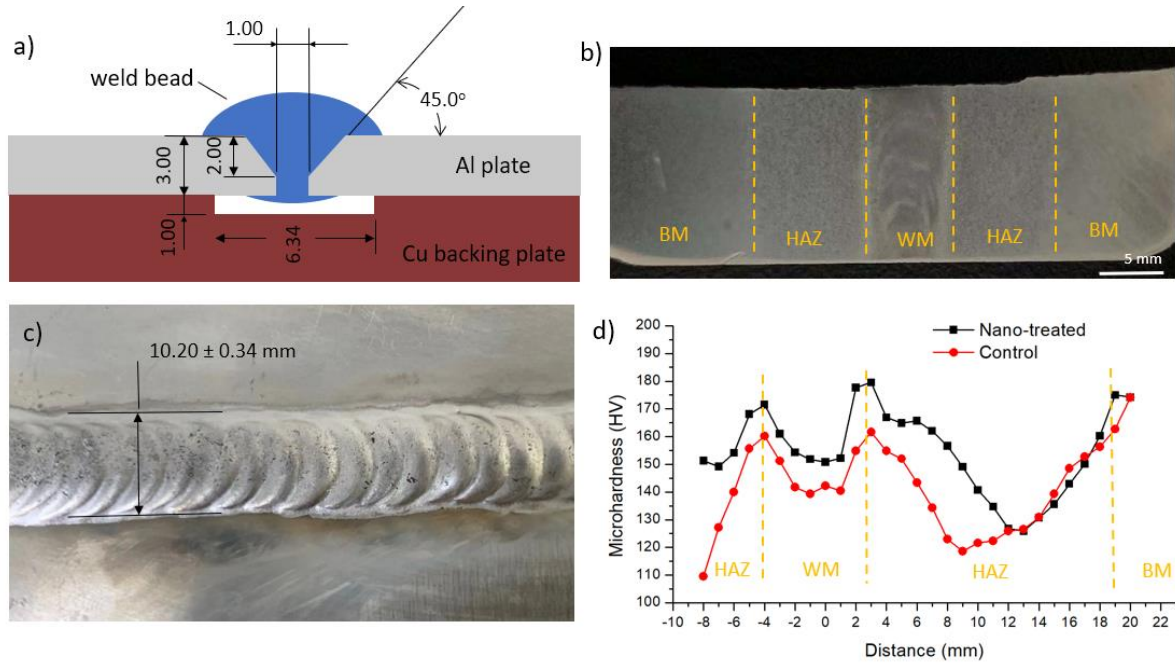 a)
1.00
weld bead
45.0°
3.00
2.00
Al plate
1.00
6.34
Cu backing plate
b)
BM
HAZ
WM
HAZ
BM
5 mm
c)
10.20 ± 0.34 mm
d)
200
190
180
170
160
150
140
130
120
110
100
Microhardness (HV)
Nano-treated
Control
HAZ
WM
HAZ
BM
-10 -8 -6 -4 -2 0 2 4 6 8 10 12 14 16 18 20 22
Distance (mm)